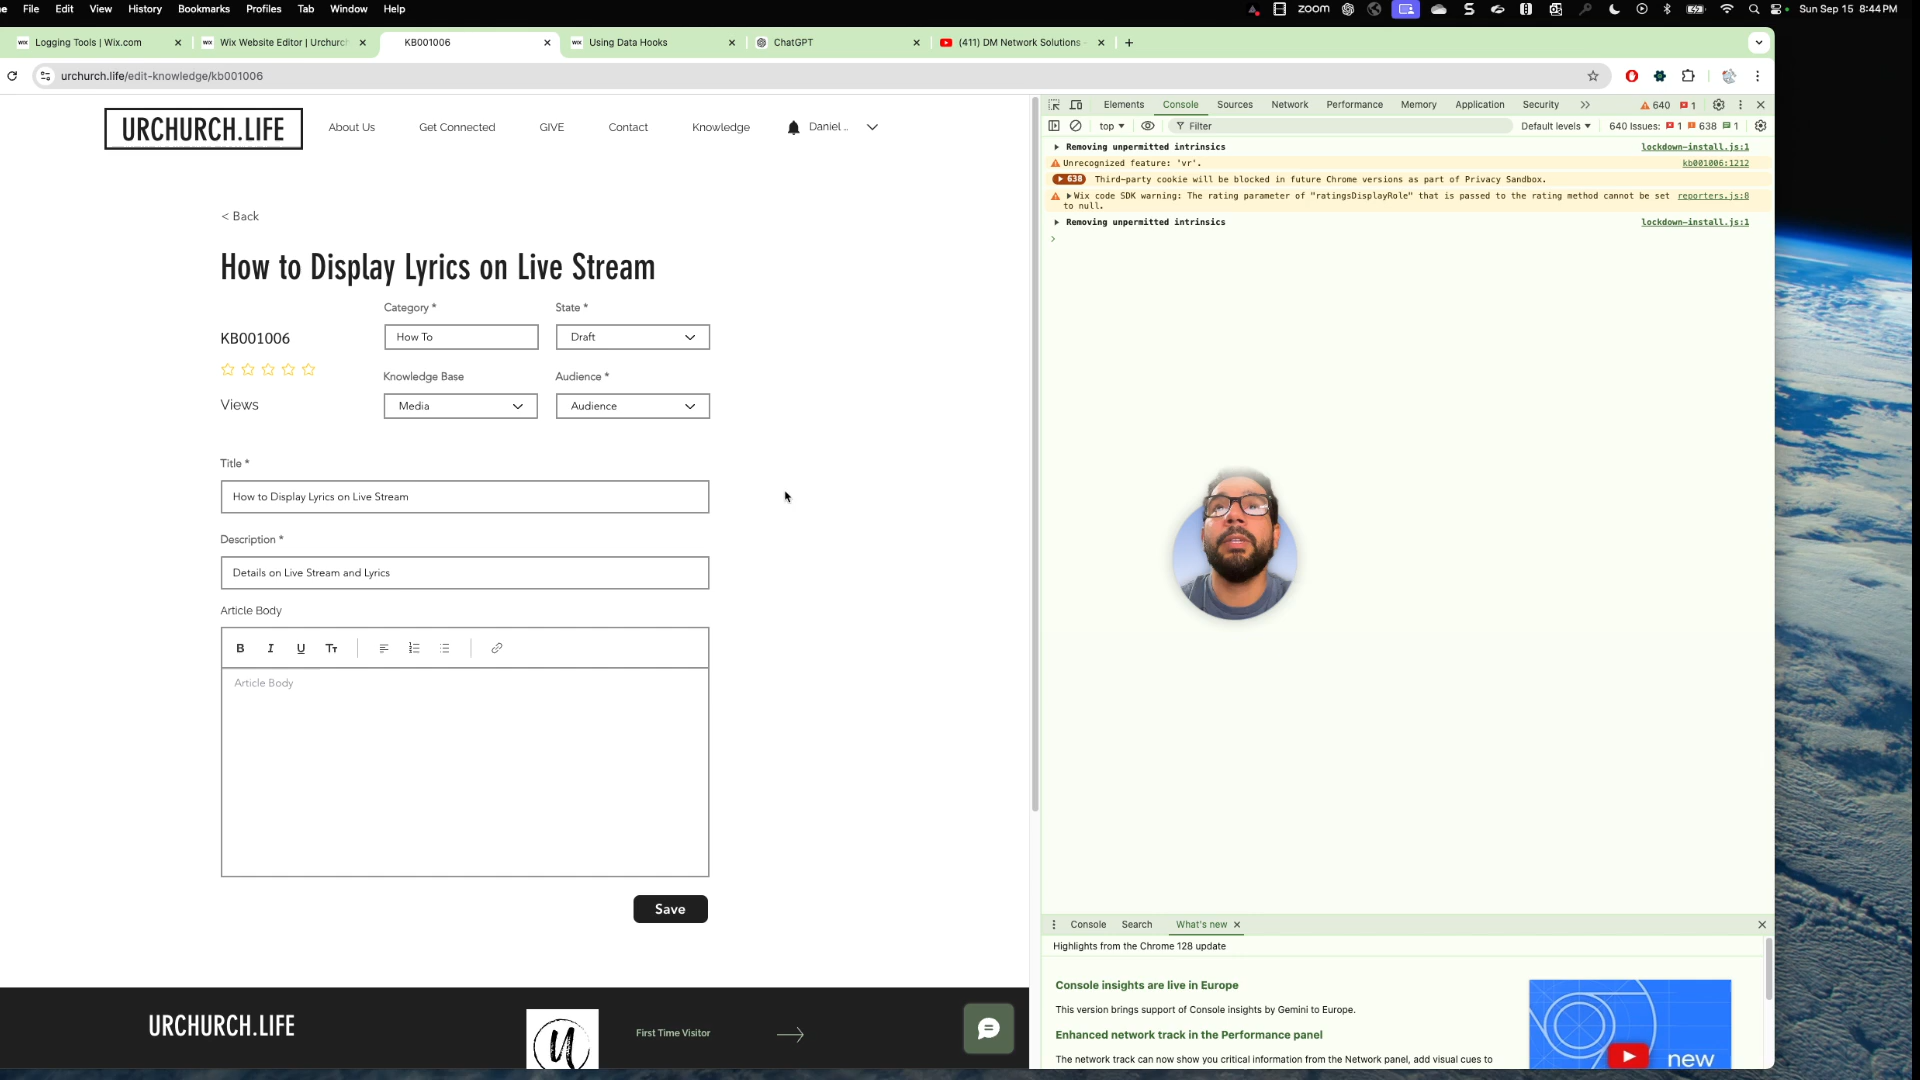 File Edit View History Bookmarks Profiles Tab Window Help
zoom
Sun Sep 15 8:44 PM
Logging Tools | Wix.com
Wix Website Editor | Urchurch
KB001006
Using Data Hooks
ChatGPT
(411) DM Network Solutions
urchurch.life/edit-knowledge/kb001006
URCHURCH.LIFE
About Us
Get Connected
GIVE
Contact
Knowledge
Daniel ..
< Back
How to Display Lyrics on Live Stream
Category *
State *
KB001006
How To
Draft
Knowledge Base
Audience *
Views
Media
Audience
Title *
How to Display Lyrics on Live Stream
Description *
Details on Live Stream and Lyrics
Article Body
B I U TT
Article Body
Save
URCHURCH.LIFE
u
First Time Visitor
Elements Console Sources Network Performance Memory Application Security
640 1
top
Filter
Default levels
640 Issues: 1 638 1
Removing unpermitted intrinsics lockdown-install.js:1
Unrecognized feature: 'vr'. kb001006:1212
638 Third-party cookie will be blocked in future Chrome versions as part of Privacy Sandbox.
Wix code SDK warning: The rating parameter of "ratingsDisplayRole" that is passed to the rating method cannot be set reporters.js:8
to null.
Removing unpermitted intrinsics lockdown-install.js:1
Console Search What's new
Highlights from the Chrome 128 update
Console insights are live in Europe
This version brings support of Console insights by Gemini to Europe.
Enhanced network track in the Performance panel
The network track can now show you critical information from the Network panel, add visual cues to
new